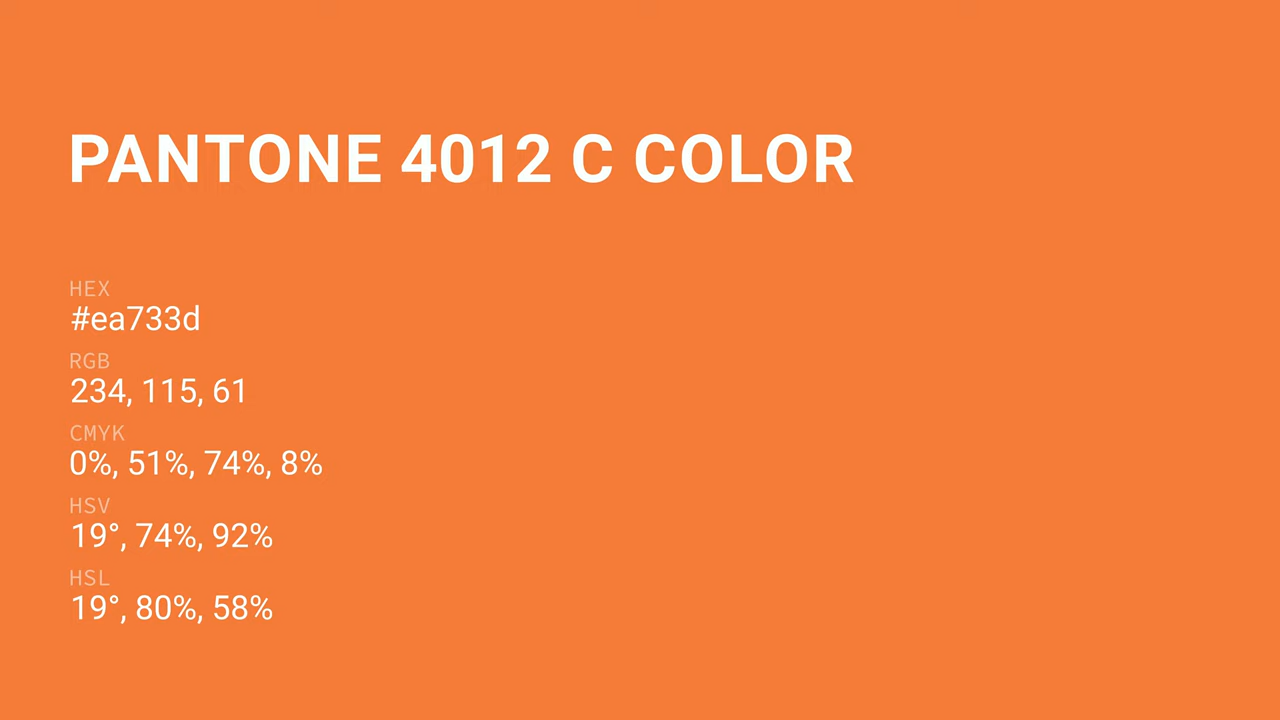 PANTONE 4012 C COLOR
HEX
#ea733d
RGB
234, 115, 61
CMYK
0%, 51%, 74%, 8%
HSV
19°, 74%, 92%
HSL
19°, 80%, 58%